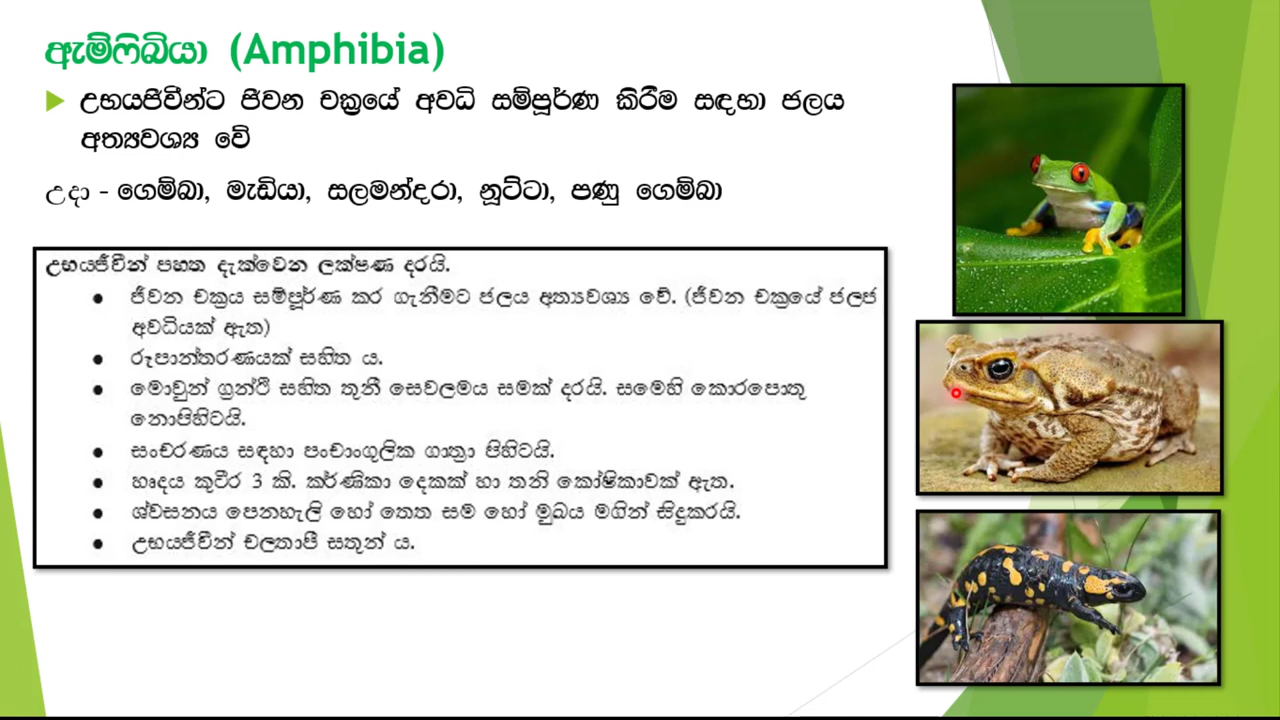 ඇම්ෆිබියා (Amphibia)
උභයජීවීන්ට ජීවන චක්‍රයේ අවධි සම්පූර්ණ කිරීම සඳහා ජලය
අත්‍යවශ්‍ය වේ
උදා - ගෙම්බා, මැඩියා, සලමන්දරා, නූට්ටා, පණු ගෙම්බා
උභයජීවීන් පහත දැක්වෙන ලක්ෂණ දරයි.
● ජීවන චක්‍රය සම්පූර්ණ කර ගැනීමට ජලය අත්‍යවශ්‍ය වේ. (ජීවන චක්‍රයේ ජලජ
අවධියක් ඇත)
● රූපාන්තරණයක් සහිත ය.
● මොවුන් ග්‍රන්ථි සහිත තුනී සෙවලමය සමක් දරයි. සමෙහි කොරපොතු
නොපිහිටයි.
● සංචරණය සඳහා පංචාංගුලික ගාත්‍රා පිහිටයි.
● හෘදය කුටීර 3 කි. කර්ණිකා දෙකක් හා තනි කෝෂිකාවක් ඇත.
● ශ්වසනය පෙනහැලි හෝ තෙත සම හෝ මුඛය මගින් සිදුකරයි.
● උභයජීවීන් චලතාපී සතුන් ය.